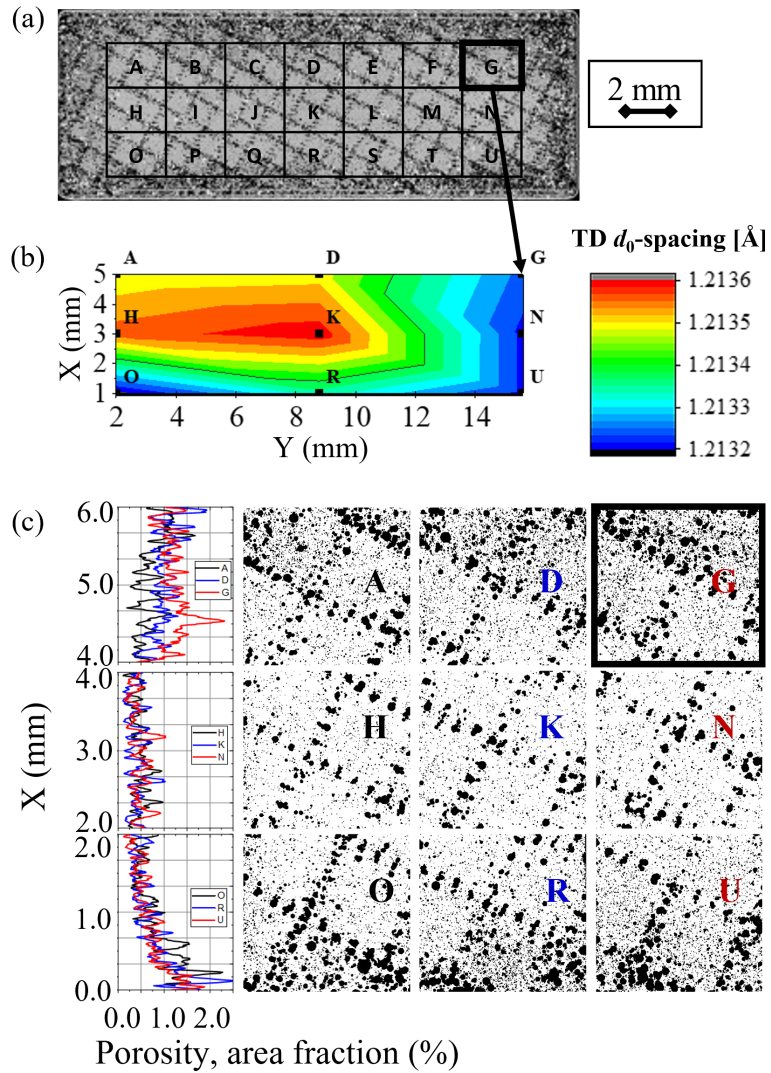 (a)
A B C D E F G
H I J K L M N
O P Q R S T U
2 mm
(b)
TD d₀-spacing [Å]
A D G
H K N
O R U
5
4
3
2
1
X (mm)
2 4 6 8 10 12 14
Y (mm)
1.2136
1.2135
1.2134
1.2133
1.2132
(c)
6.0
5.0
4.0
A
D
G
A D G
4.0
3.0
2.0
H
K
N
H K N
2.0
1.0
0.0
O
R
U
O R U
X (mm)
0.0 1.0 2.0
Porosity, area fraction (%)